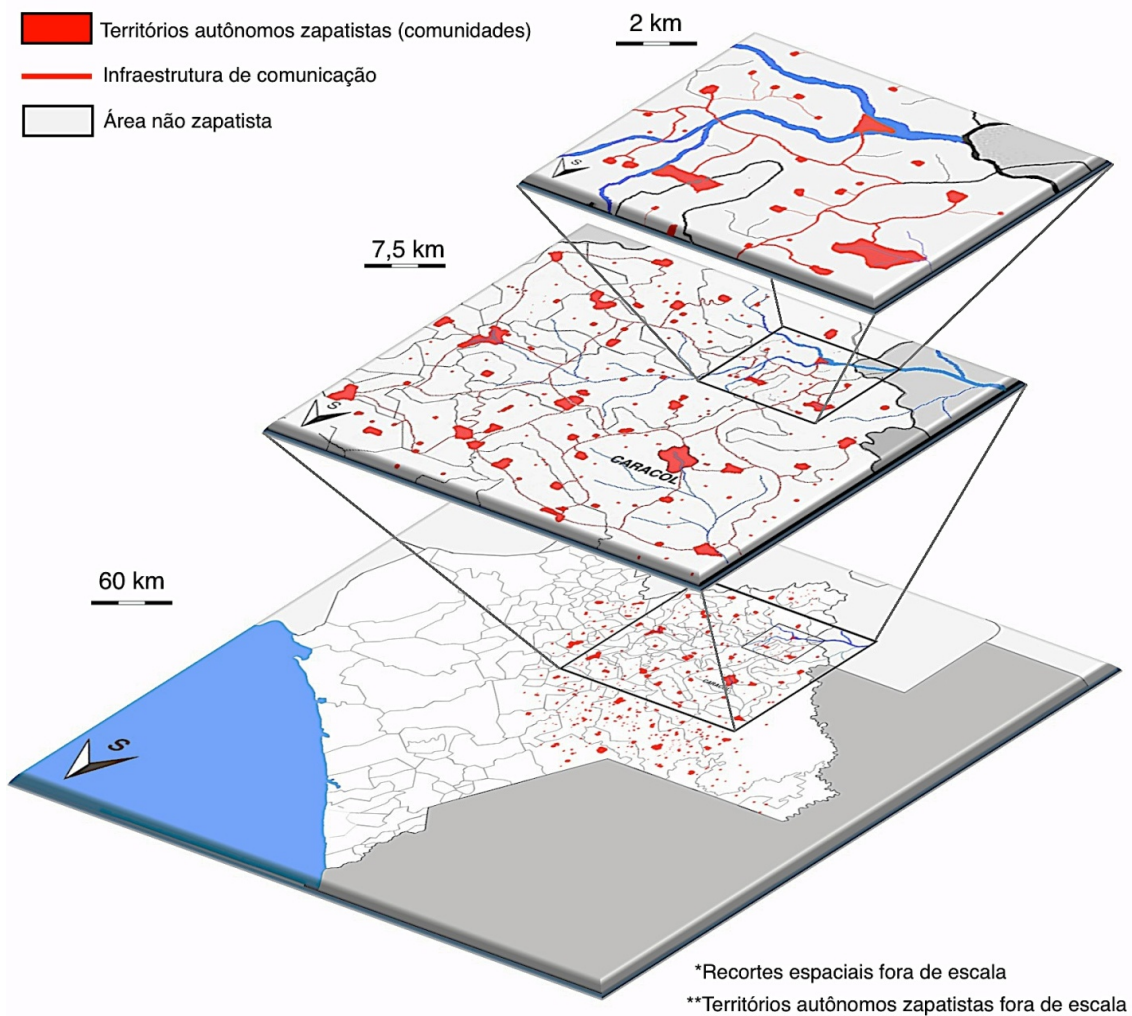 Territórios autônomos zapatistas (comunidades)
Infraestrutura de comunicação
Área não zapatista
2 km
S
7,5 km
S
CARACOL
60 km
CARACOL
S
*Recortes espaciais fora de escala
**Territórios autônomos zapatistas fora de escala